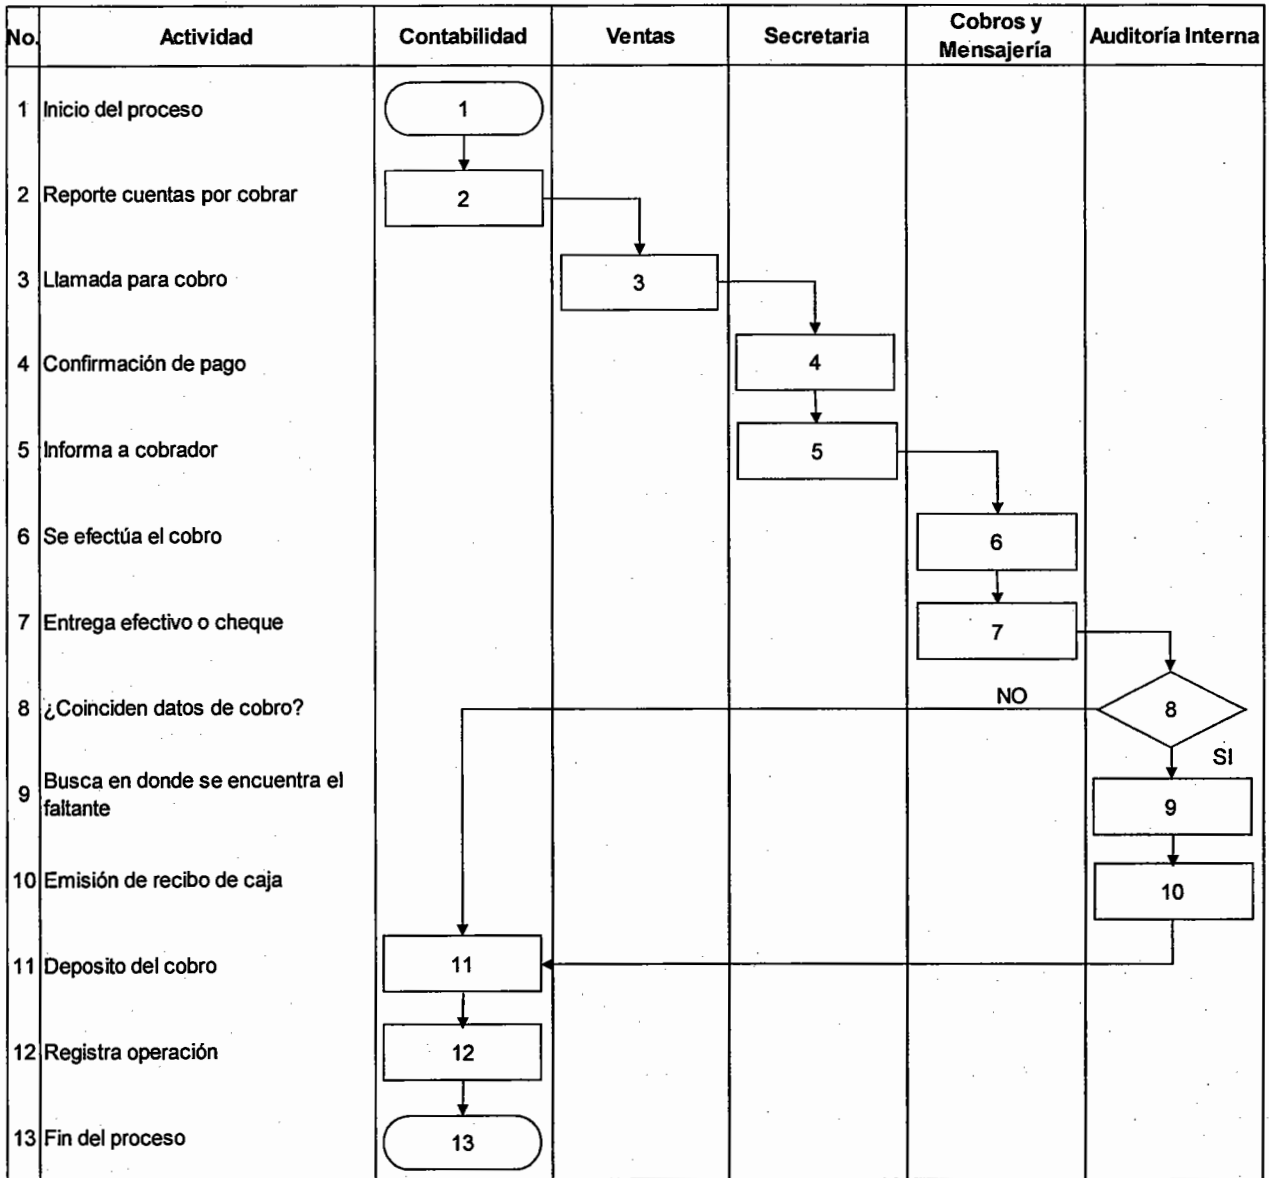 No. Actividad Contabilidad Ventas Secretaria Cobros y Mensajería Auditoría Interna
1 Inicio del proceso 1
2 Reporte cuentas por cobrar 2
3 Llamada para cobro 3
4 Confirmación de pago 4
5 Informa a cobrador 5
6 Se efectúa el cobro 6
7 Entrega efectivo o cheque 7
8 ¿Coinciden datos de cobro? NO 8
SI
9 Busca en donde se encuentra el faltante 9
10 Emisión de recibo de caja 10
11 Deposito del cobro 11
12 Registra operación 12
13 Fin del proceso 13